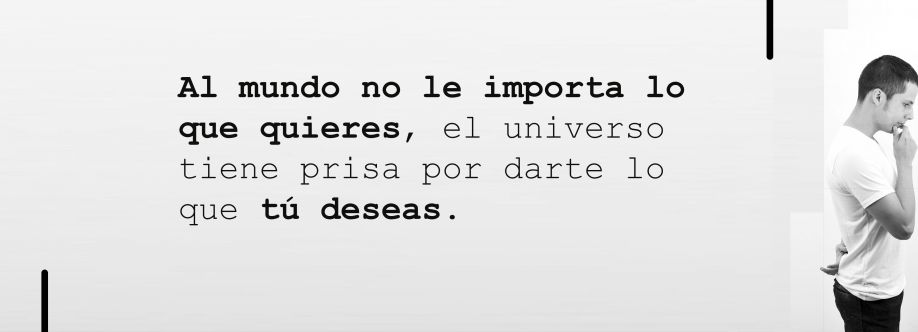 Al mundo no le importa lo
que quieres, el universo
tiene prisa por darte lo
que tú deseas.